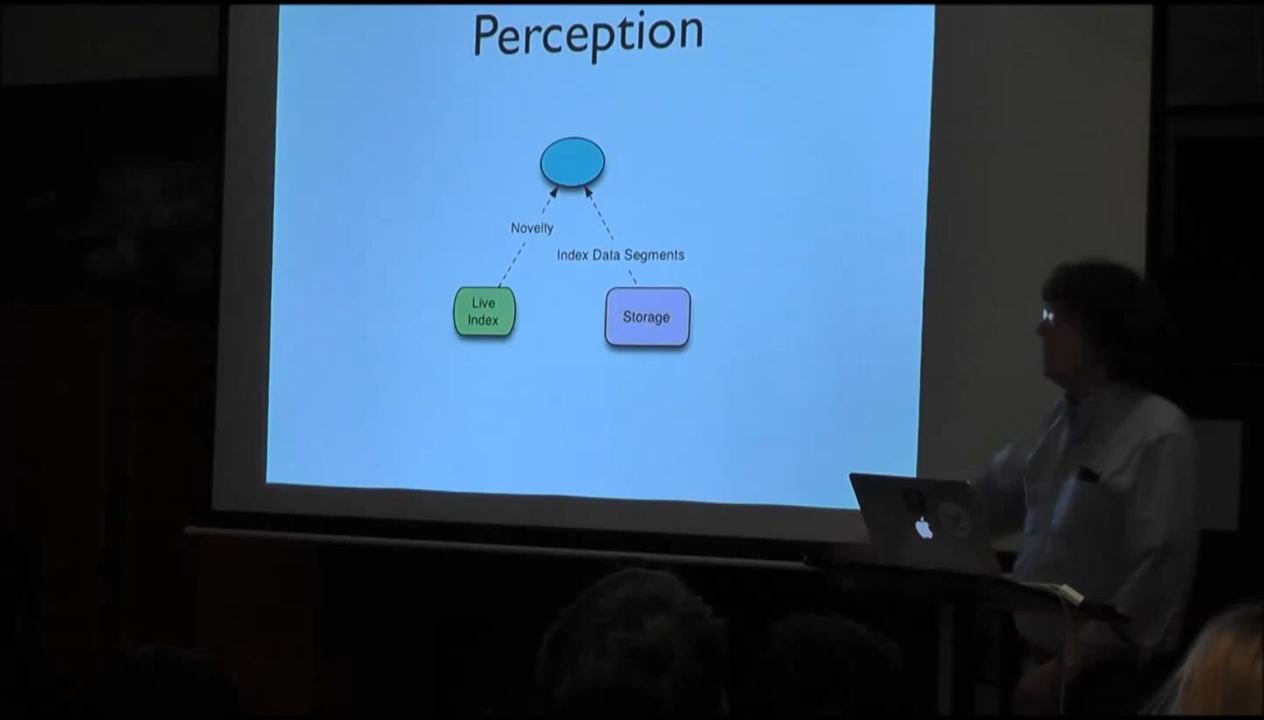 Perception
Novelty
Index Data Segments
Live
Index
Storage